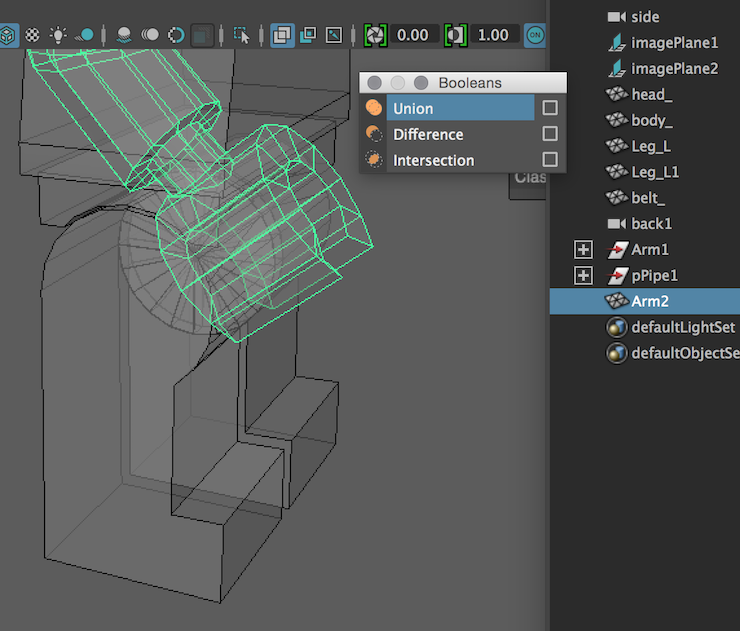 side
0.00
1.00
ON
imagePlane1
imagePlane2
Booleans
head_
Union
body_
Difference
Leg_L
Intersection
Leg_L1
Clas
belt_
back1
Arm1
pPipe1
Arm2
defaultLightSet
defaultObjectSe